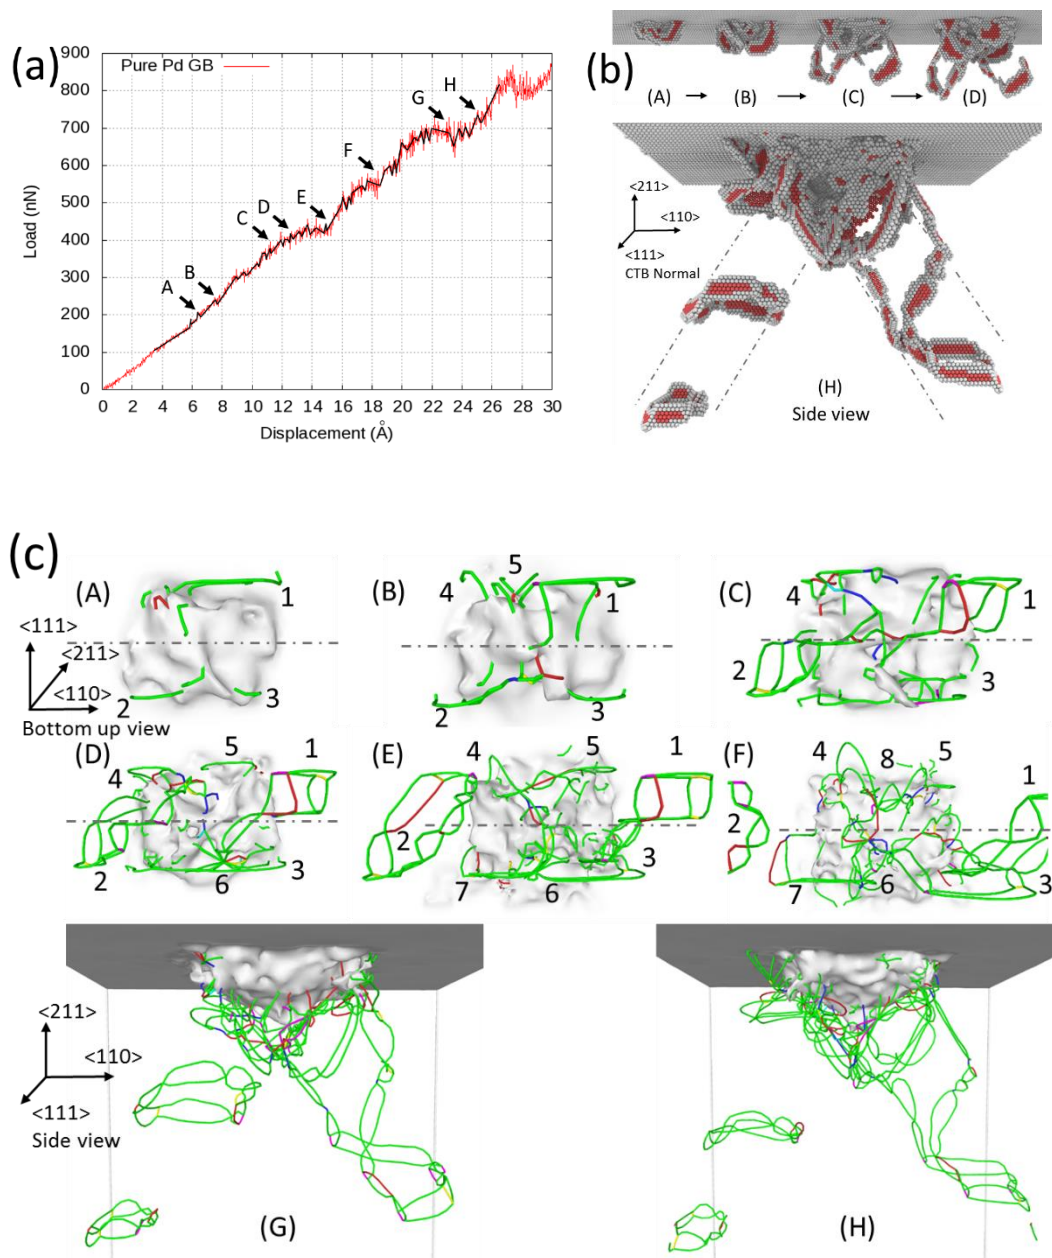 (a)
Pure Pd GB
900
800
700
600
500
400
300
200
100
0
Load (nN)
A
B
C
D
E
F
G
H
0 2 4 6 8 10 12 14 16 18 20 22 24 26 28 30
Displacement (Å)
(b)
(A) (B) (C) (D)
<211>
<110>
<111>
CTB Normal
(H)
Side view
(c)
(A)
1
<111>
<211>
<110>
2
3
Bottom up view
(B)
5
4
1
2
3
(C)
4
1
2
3
(D)
5
1
4
2
6
3
(E)
4
5
1
2
3
7
6
(F)
4
8
5
1
2
3
7
6
<211>
<110>
<111>
Side view
(G)
(H)